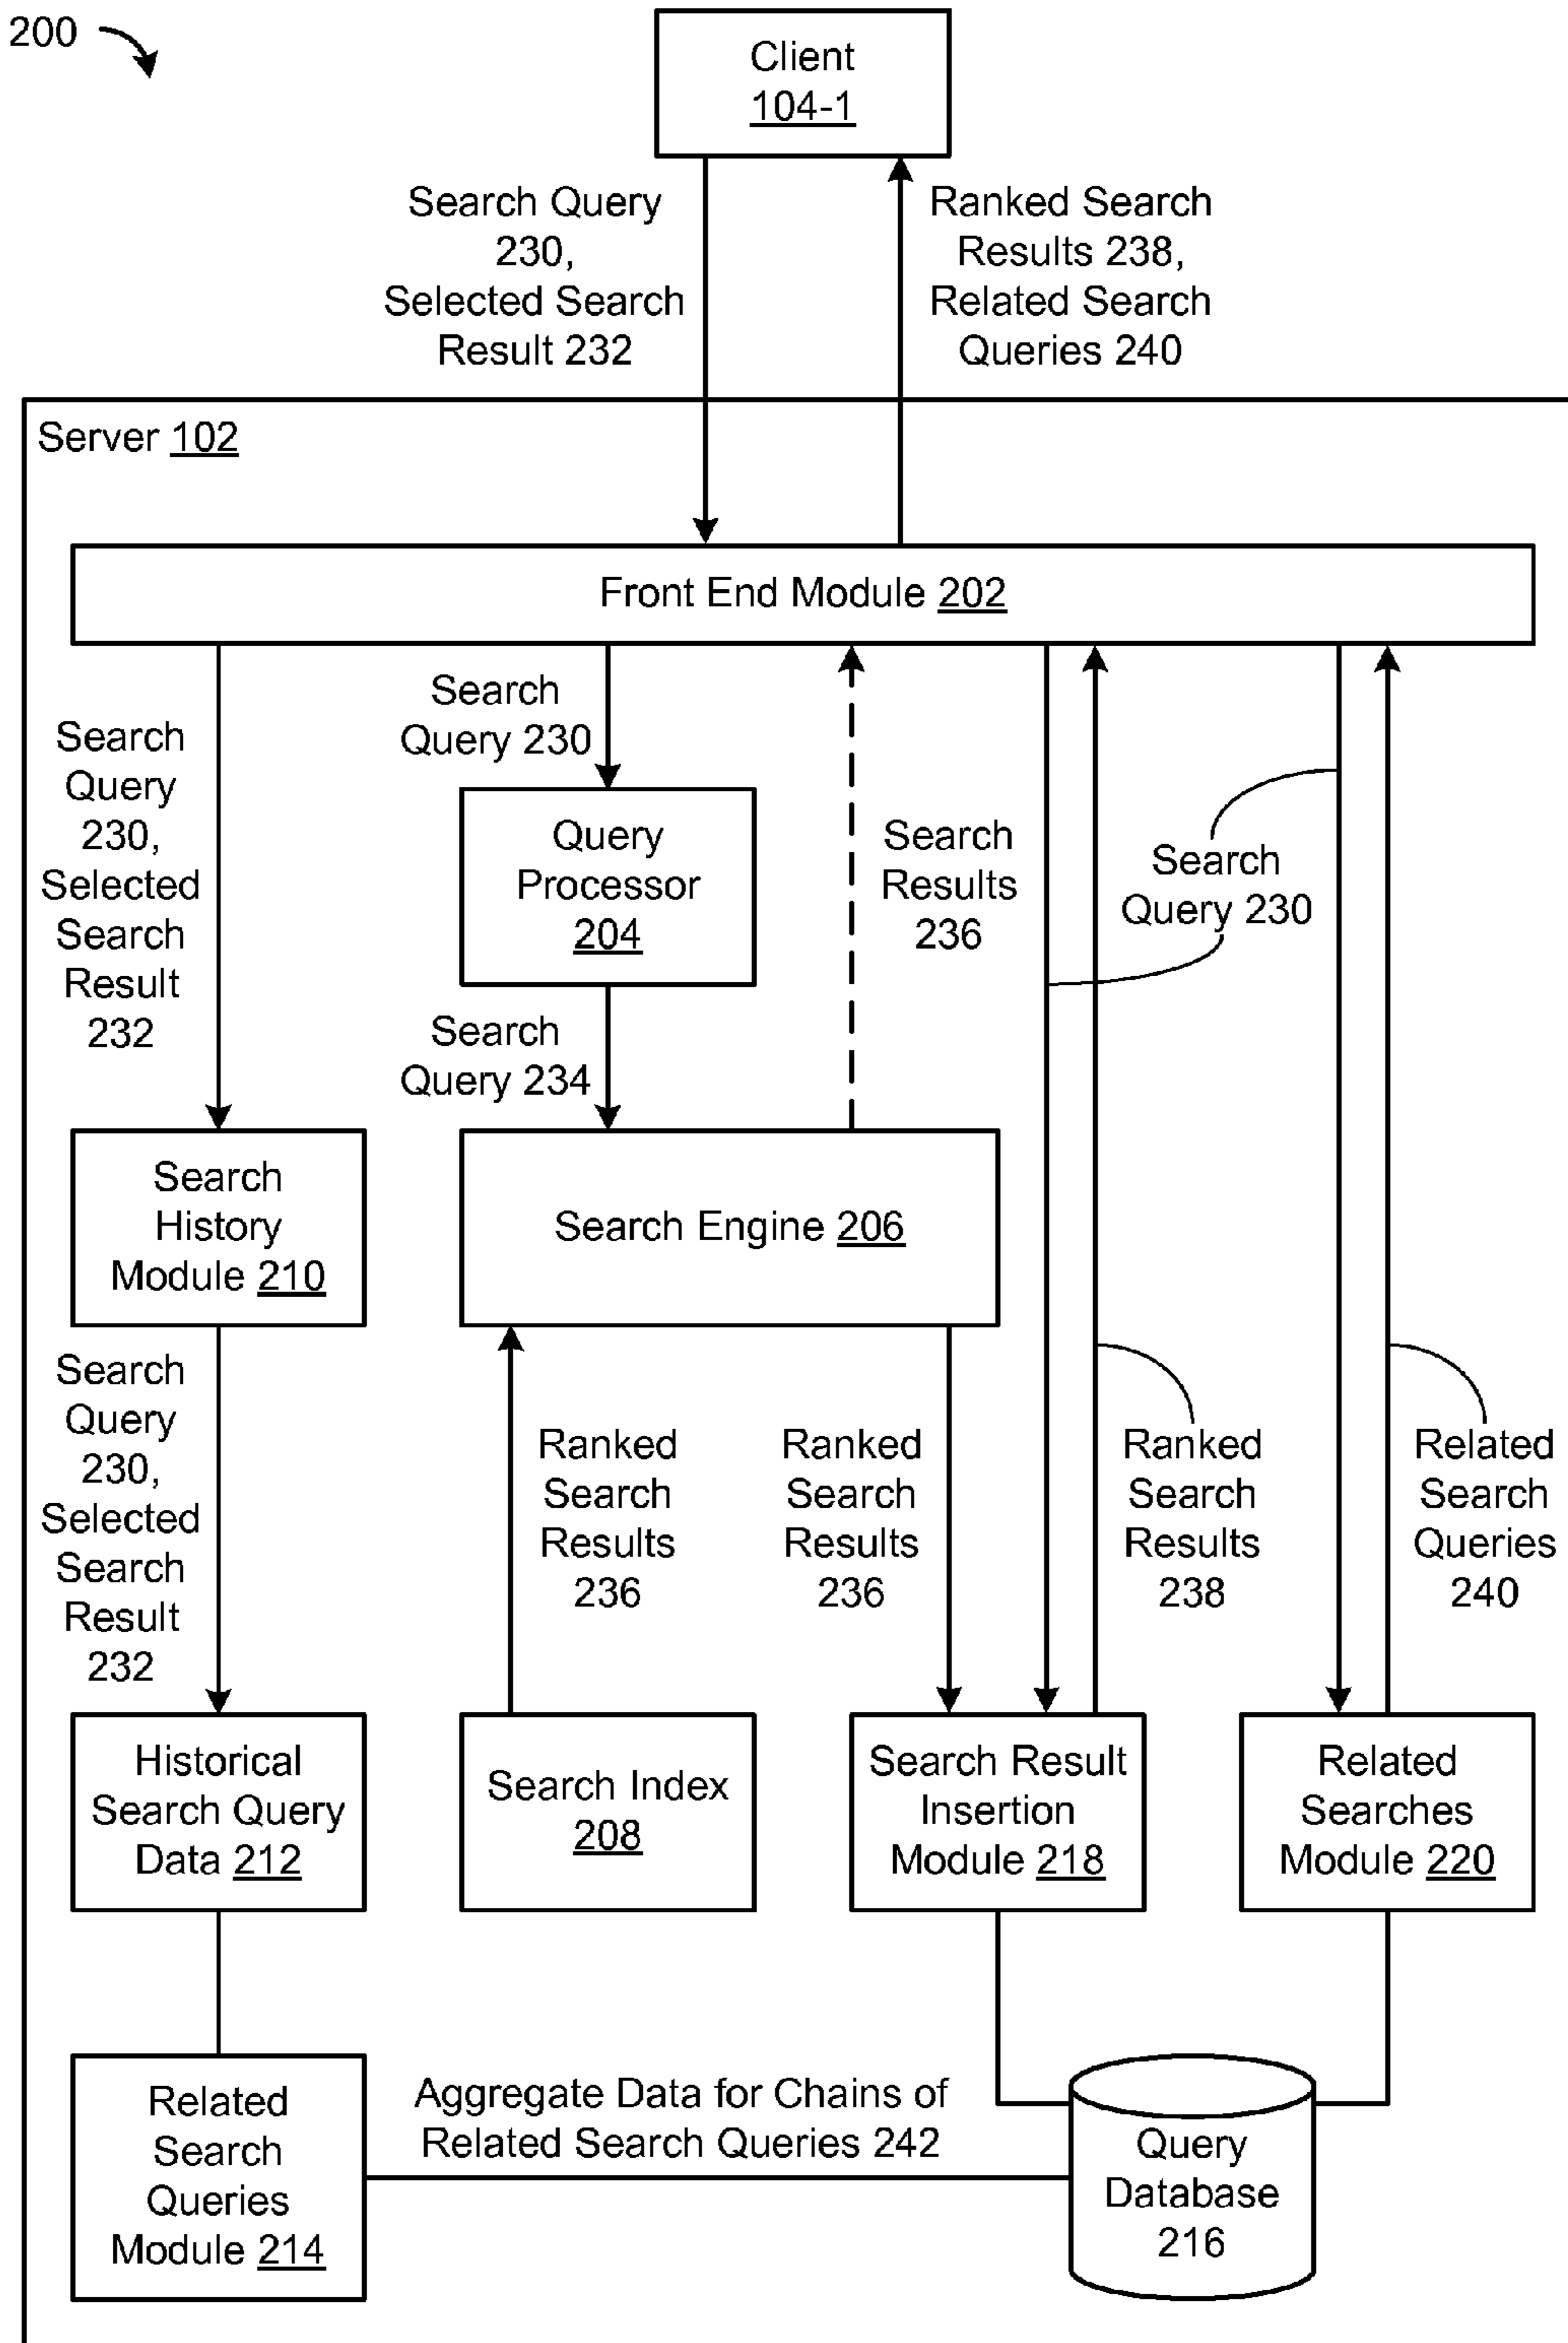 200
Client
104-1
Search Query
230,
Selected Search
Result 232
Ranked Search
Results 238,
Related Search
Queries 240
Server 102
Front End Module 202
Search
Query
230,
Selected
Search
Result
232
Search
Query 230
Query
Processor
204
Search
Results
236
Search
Query 230
Search
Query 234
Search
History
Module 210
Search Engine 206
Search
Query
230,
Selected
Search
Result
232
Ranked
Search
Results
236
Ranked
Search
Results
236
Ranked
Search
Results
238
Related
Search
Queries
240
Historical
Search Query
Data 212
Search Index
208
Search Result
Insertion
Module 218
Related
Searches
Module 220
Related
Search
Queries
Module 214
Aggregate Data for Chains of
Related Search Queries 242
Query
Database
216